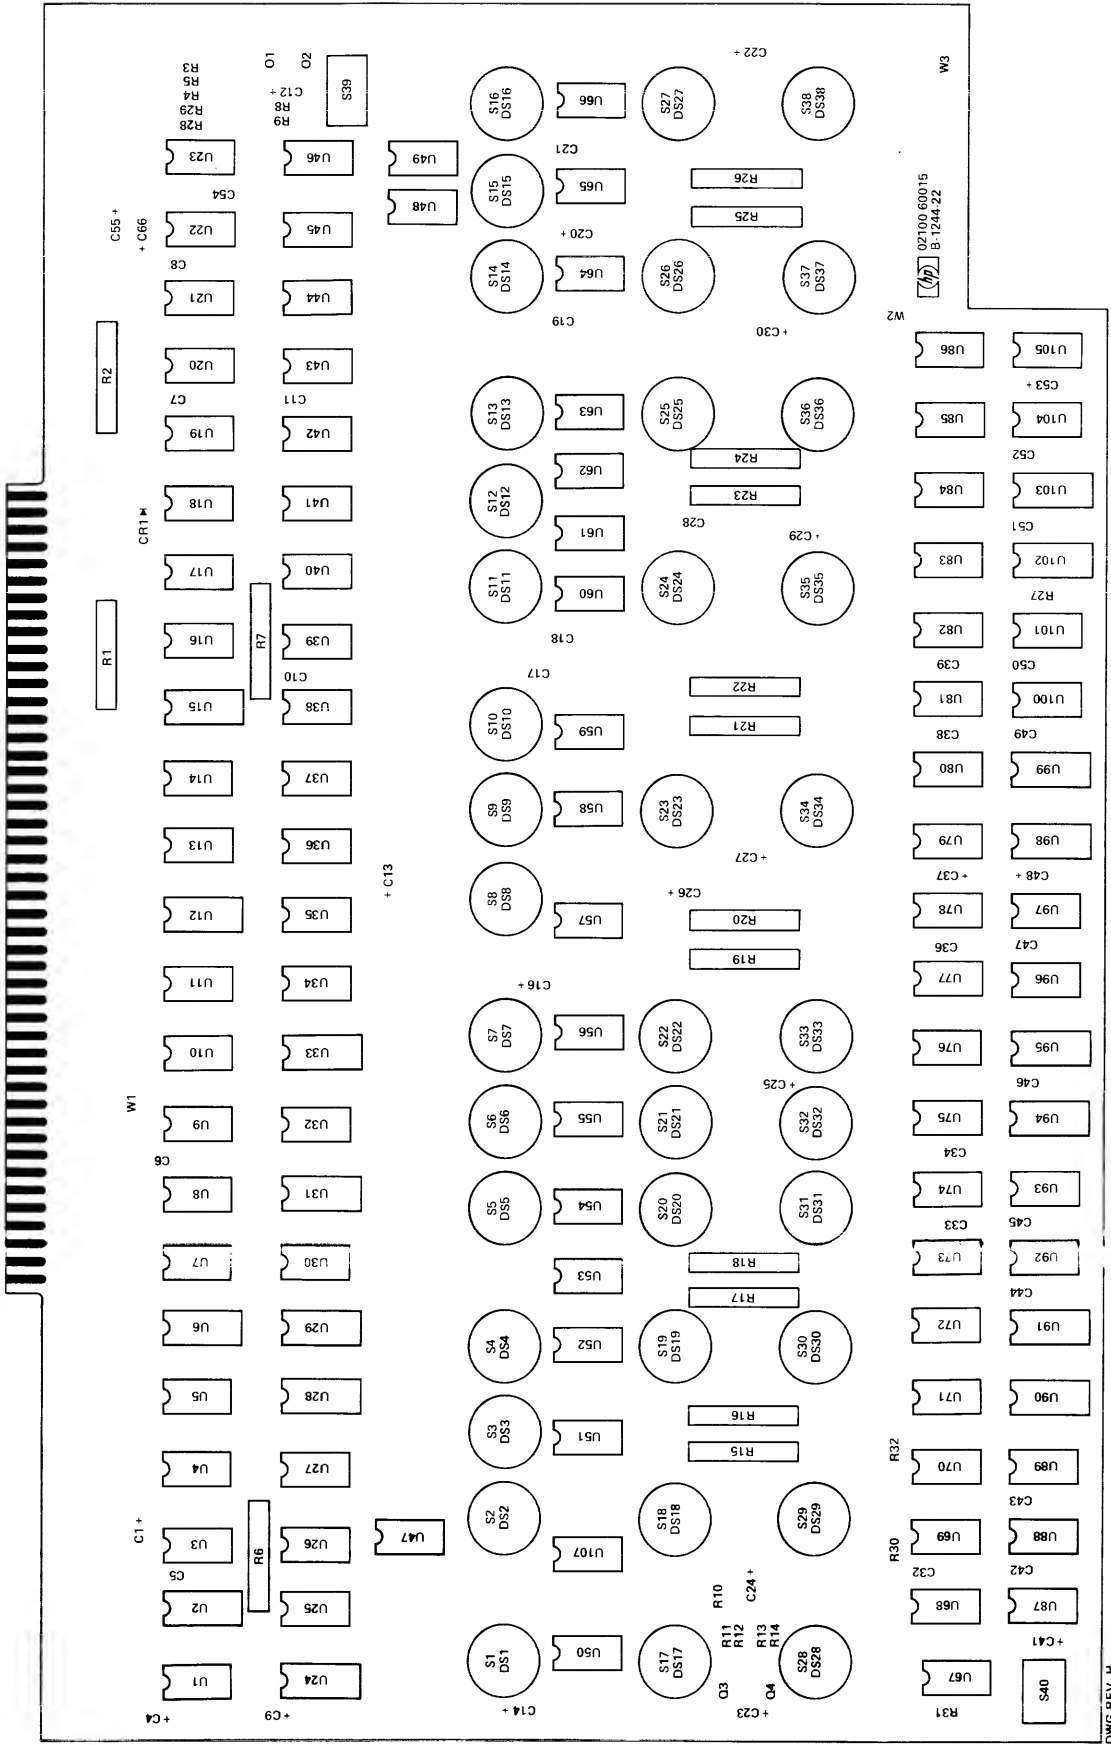 R3
R5
R4
R29
R28
Q1
Q2
C12 +
R8
R9
S39
C22 +
W3
S16
DS16
U66
S27
DS27
S38
DS38
U23
U46
U49
C21
C54
S15
DS15
U65
R26
U48
R25
C55 +
+ C66
U22
U45
C20 +
02100-60015
B-1244-22
hp
C8
S14
DS14
U64
S26
DS26
S37
DS37
U21
U44
C19
C30 +
W2
R2
U20
U43
U86
U105
C7
C11
C53 +
U19
U42
S13
DS13
U63
S25
DS25
S36
DS36
U85
U104
R24
C52
U62
CR1
U18
U41
S12
DS12
R23
U84
U103
C28
C29 +
C51
U61
U17
U40
S11
DS11
U60
S24
DS24
S35
DS35
U83
U102
R27
R1
U16
R7
U39
C18
U82
U101
C10
C17
C39
C50
U15
U38
R22
U81
U100
S10
DS10
U59
R21
C38
C49
U14
U37
U80
U99
S9
DS9
U58
S23
DS23
S34
DS34
U13
U36
U79
U98
+ C13
C27 +
C37 +
C48 +
S8
DS8
C26 +
U12
U35
U57
R20
U78
U97
C36
C47
R19
U11
U34
U77
U96
C16 +
U10
U33
S7
DS7
U56
S22
DS22
S33
DS33
U76
U95
W1
C25 +
C46
U9
U32
S6
DS6
U55
S21
DS21
S32
DS32
U75
U94
C6
C34
U8
U31
S5
DS5
U54
S20
DS20
S31
DS31
U74
U93
C33
C45
U7
U30
U53
R18
U73
U92
R17
C44
U6
U29
S4
DS4
U52
S19
DS19
S30
DS30
U72
U91
U5
U28
S3
DS3
U51
R16
U71
U90
R15
R32
U4
U27
U70
U89
C43
C1 +
S2
DS2
S18
DS18
S29
DS29
U3
R6
U26
U47
U107
R30
U69
U88
C5
C32
C42
U2
U25
R10
C24 +
U68
U87
R11
R12
R13
R14
+ C41
S1
DS1
U50
S17
DS17
S28
DS28
U1
U24
Q3
Q4
U67
S40
C4 +
C9 +
C14 +
+ C23
R31
DWG REV H